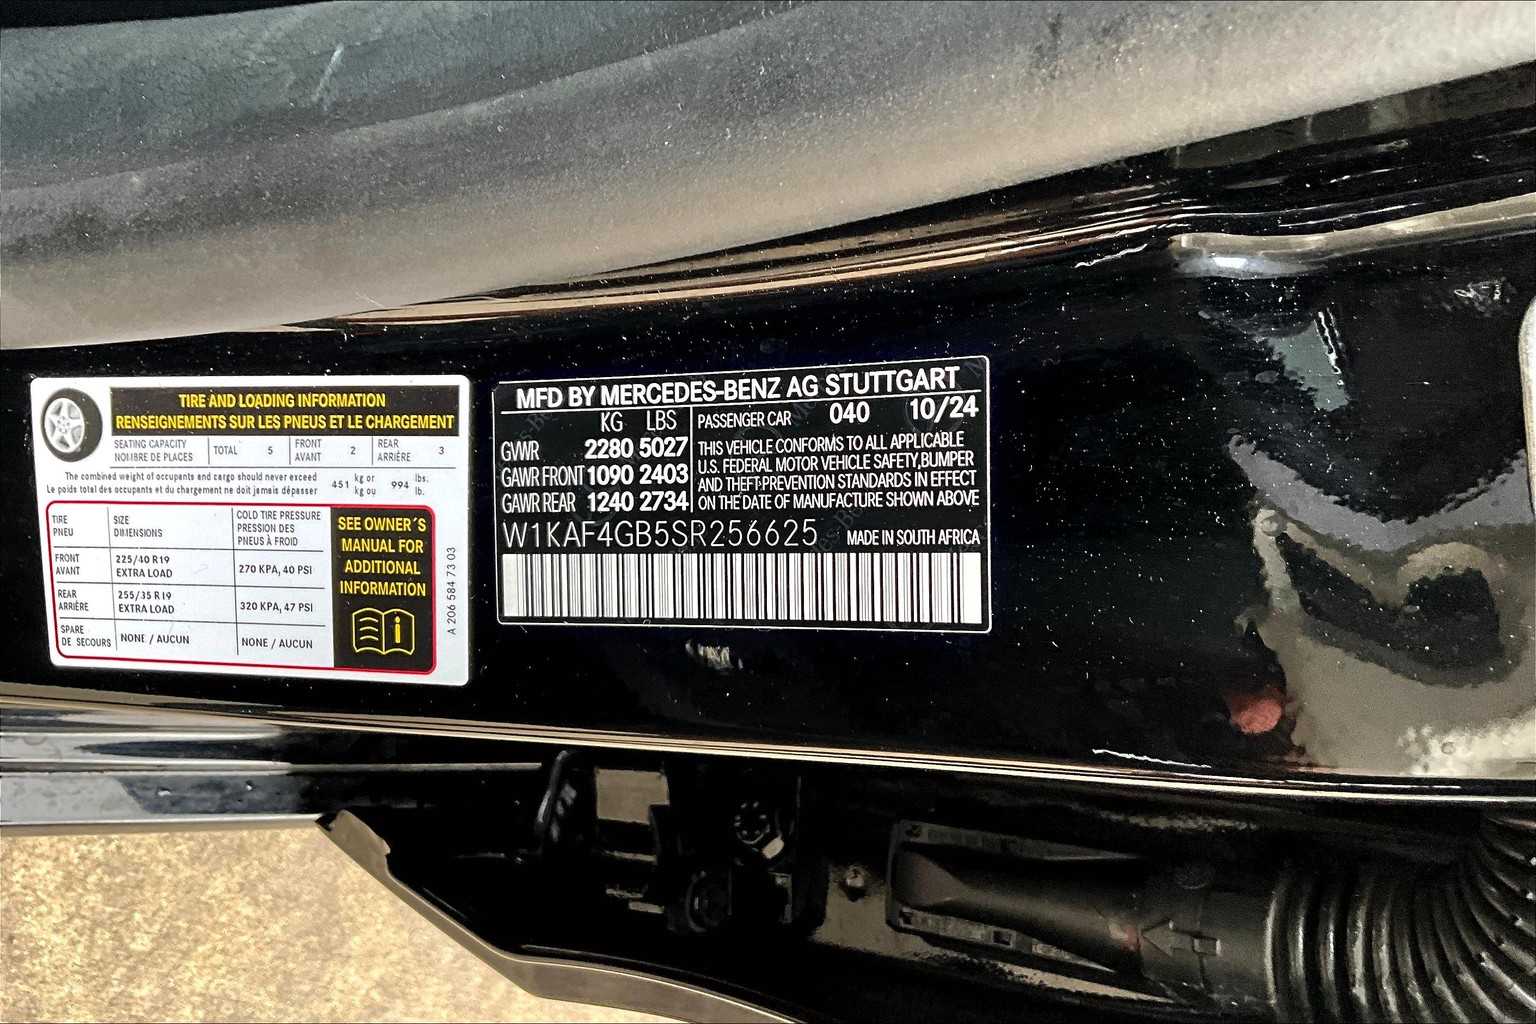 TIRE AND LOADING INFORMATION
RENSEIGNEMENTS SUR LES PNEUS ET LE CHARGEMENT
SEATING CAPACITY
NOMBRE DE PLACES
TOTAL 5
FRONT
AVANT
2
REAR
ARRIÈRE
3
The combined weight of occupants and cargo should never exceed
Le poids total des occupants et du chargement ne doit jamais dépasser
451 kg or
kg ou
994 lbs.
lb.
TIRE
PNEU
SIZE
DIMENSIONS
COLD TIRE PRESSURE
PRESSION DES
PNEUS À FROID
FRONT
AVANT
225/40 R19
EXTRA LOAD
270 KPA, 40 PSI
REAR
ARRIÈRE
255/35 R19
EXTRA LOAD
320 KPA, 47 PSI
SPARE
DE SECOURS
NONE / AUCUN
NONE / AUCUN
SEE OWNER´S
MANUAL FOR
ADDITIONAL
INFORMATION
A 206 584 73 03
MFD BY MERCEDES-BENZ AG STUTTGART
KG LBS
GVWR 2280 5027
GAWR FRONT 1090 2403
GAWR REAR 1240 2734
PASSENGER CAR 040 10/24
THIS VEHICLE CONFORMS TO ALL APPLICABLE
U.S. FEDERAL MOTOR VEHICLE SAFETY,BUMPER
AND THEFT PREVENTION STANDARDS IN EFFECT
ON THE DATE OF MANUFACTURE SHOWN ABOVE
W1KAF4GB5SR256625 MADE IN SOUTH AFRICA